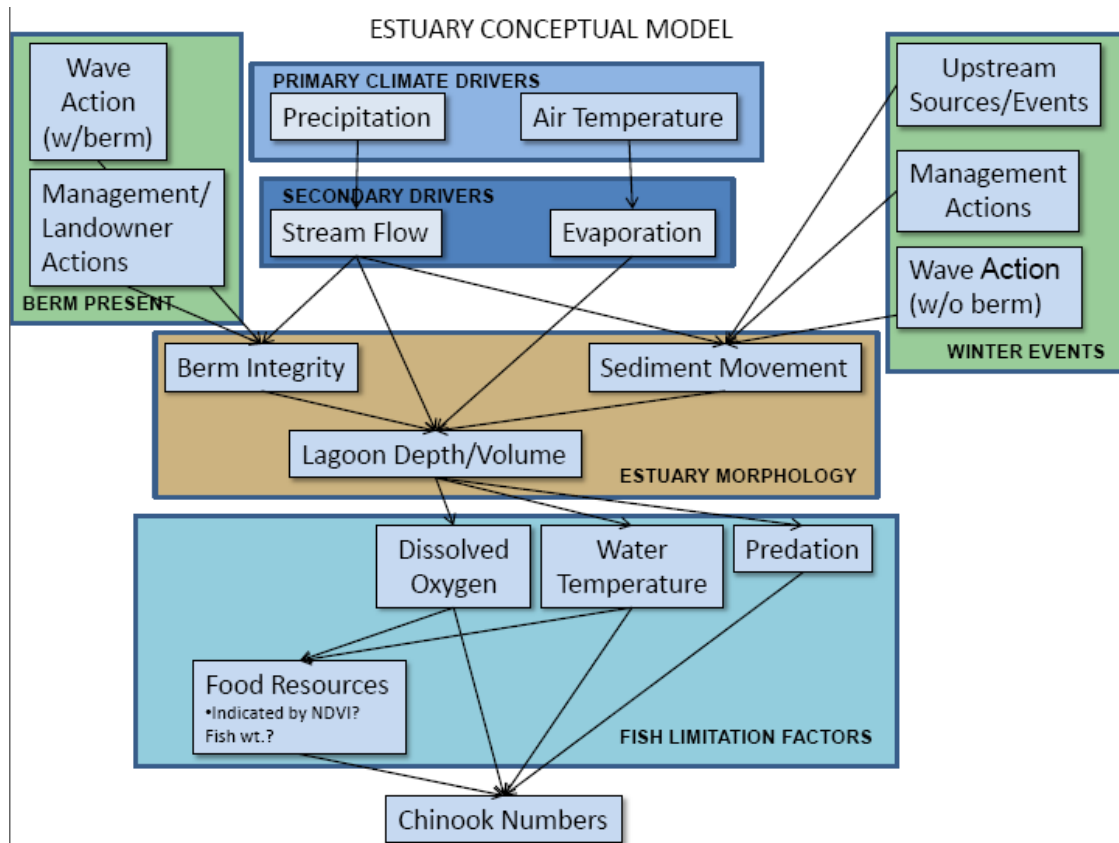 ESTUARY CONCEPTUAL MODEL
Wave
Action
(w/berm)
Management/
Landowner
Actions
BERM PRESENT
PRIMARY CLIMATE DRIVERS
Precipitation
Air Temperature
SECONDARY DRIVERS
Stream Flow
Evaporation
Upstream
Sources/Events
Management
Actions
Wave Action
(w/o berm)
WINTER EVENTS
Berm Integrity
Sediment Movement
Lagoon Depth/Volume
ESTUARY MORPHOLOGY
Dissolved
Oxygen
Water
Temperature
Predation
Food Resources
•Indicated by NDVI?
Fish wt.?
FISH LIMITATION FACTORS
Chinook Numbers